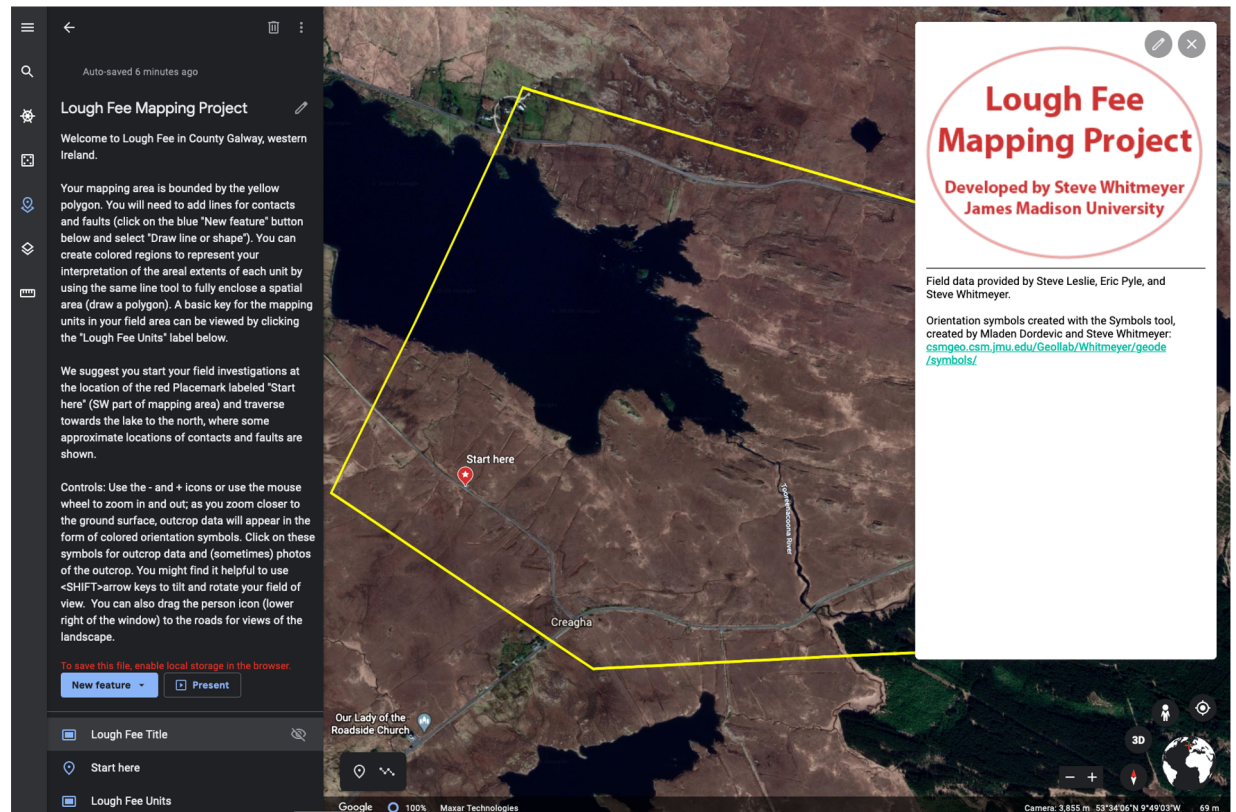 Auto-saved 6 minutes ago
Lough Fee Mapping Project
Welcome to Lough Fee in County Galway, western
Ireland.
Your mapping area is bounded by the yellow
polygon. You will need to add lines for contacts
and faults (click on the blue "New feature" button
below and select "Draw line or shape"). You can
create colored regions to represent your
interpretation of the areal extents of each unit by
using the same line tool to fully enclose a spatial
area (draw a polygon). A basic key for the mapping
units in your field area can be viewed by clicking
the "Lough Fee Units" label below.
We suggest you start your field investigations at
the location of the red Placemark labeled "Start
here" (SW part of mapping area) and traverse
towards the lake to the north, where some
approximate locations of contacts and faults are
shown.
Controls: Use the - and + icons or use the mouse
wheel to zoom in and out; as you zoom closer to
the ground surface, outcrop data will appear in the
form of colored orientation symbols. Click on these
symbols for outcrop data and (sometimes) photos
of the outcrop. You might find it helpful to use
<SHIFT>arrow keys to tilt and rotate your field of
view. You can also drag the person icon (lower
right of the window) to the roads for views of the
landscape.
To save this file, enable local storage in the browser.
New feature
Present
Lough Fee Title
Start here
Lough Fee Units
Start here
Creagha
Our Lady of the
Roadside Church
Lough Fee
Mapping Project
Developed by Steve Whitmeyer
James Madison University
Field data provided by Steve Leslie, Eric Pyle, and
Steve Whitmeyer.
Orientation symbols created with the Symbols tool,
created by Mladen Dordevic and Steve Whitmeyer:
csmgeo.csm.jmu.edu/Geollab/Whitmeyer/geode
/symbols/
3D
Google 100% Maxar Technologies
Camera: 3,855 m 53°34'06"N 9°49'03"W 69 m